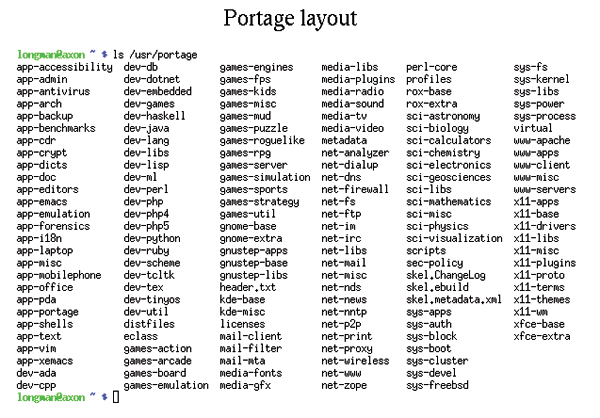 Portage layout
longman@axon ~ $ ls /usr/portage
app-accessibility dev-db games-engines media-libs perl-core sys-fs
app-admin dev-dotnet games-fps media-plugins profiles sys-kernel
app-antivirus dev-embedded games-kids media-radio rox-base sys-libs
app-arch dev-games games-misc media-sound rox-extra sys-power
app-backup dev-haskell games-mud media-tv sci-astronomy sys-process
app-benchmarks dev-java games-puzzle media-video sci-biology virtual
app-cdr dev-lang games-roguelike metadata sci-calculators www-apache
app-crypt dev-libs games-rpg net-analyzer sci-chemistry www-apps
app-dicts dev-lisp games-server net-dialup sci-electronics www-client
app-doc dev-ml games-simulation net-dns sci-geosciences www-misc
app-editors dev-perl games-sports net-firewall sci-libs www-servers
app-emacs dev-php games-strategy net-fs sci-mathematics x11-apps
app-emulation dev-php4 games-util net-ftp sci-misc x11-base
app-forensics dev-php5 gnome-base net-im sci-physics x11-drivers
app-i18n dev-python gnome-extra net-irc sci-visualization x11-libs
app-laptop dev-ruby gnustep-apps net-libs scripts x11-misc
app-misc dev-scheme gnustep-base net-mail sec-policy x11-plugins
app-mobilephone dev-tcltk gnustep-libs net-misc skel.ChangeLog x11-proto
app-office dev-tex header.txt net-nds skel.ebuild x11-terms
app-pda dev-tinyos kde-base net-news skel.metadata.xml x11-themes
app-portage dev-util kde-misc net-nntp sys-apps x11-wm
app-shells distfiles licenses net-p2p sys-auth xfce-base
app-text eclass mail-client net-print sys-block xfce-extra
app-vim games-action mail-filter net-proxy sys-boot
app-xemacs games-arcade mail-mta net-wireless sys-cluster
dev-ada games-board media-fonts net-www sys-devel
dev-cpp games-emulation media-gfx net-zope sys-freebsd
longman@axon ~ $